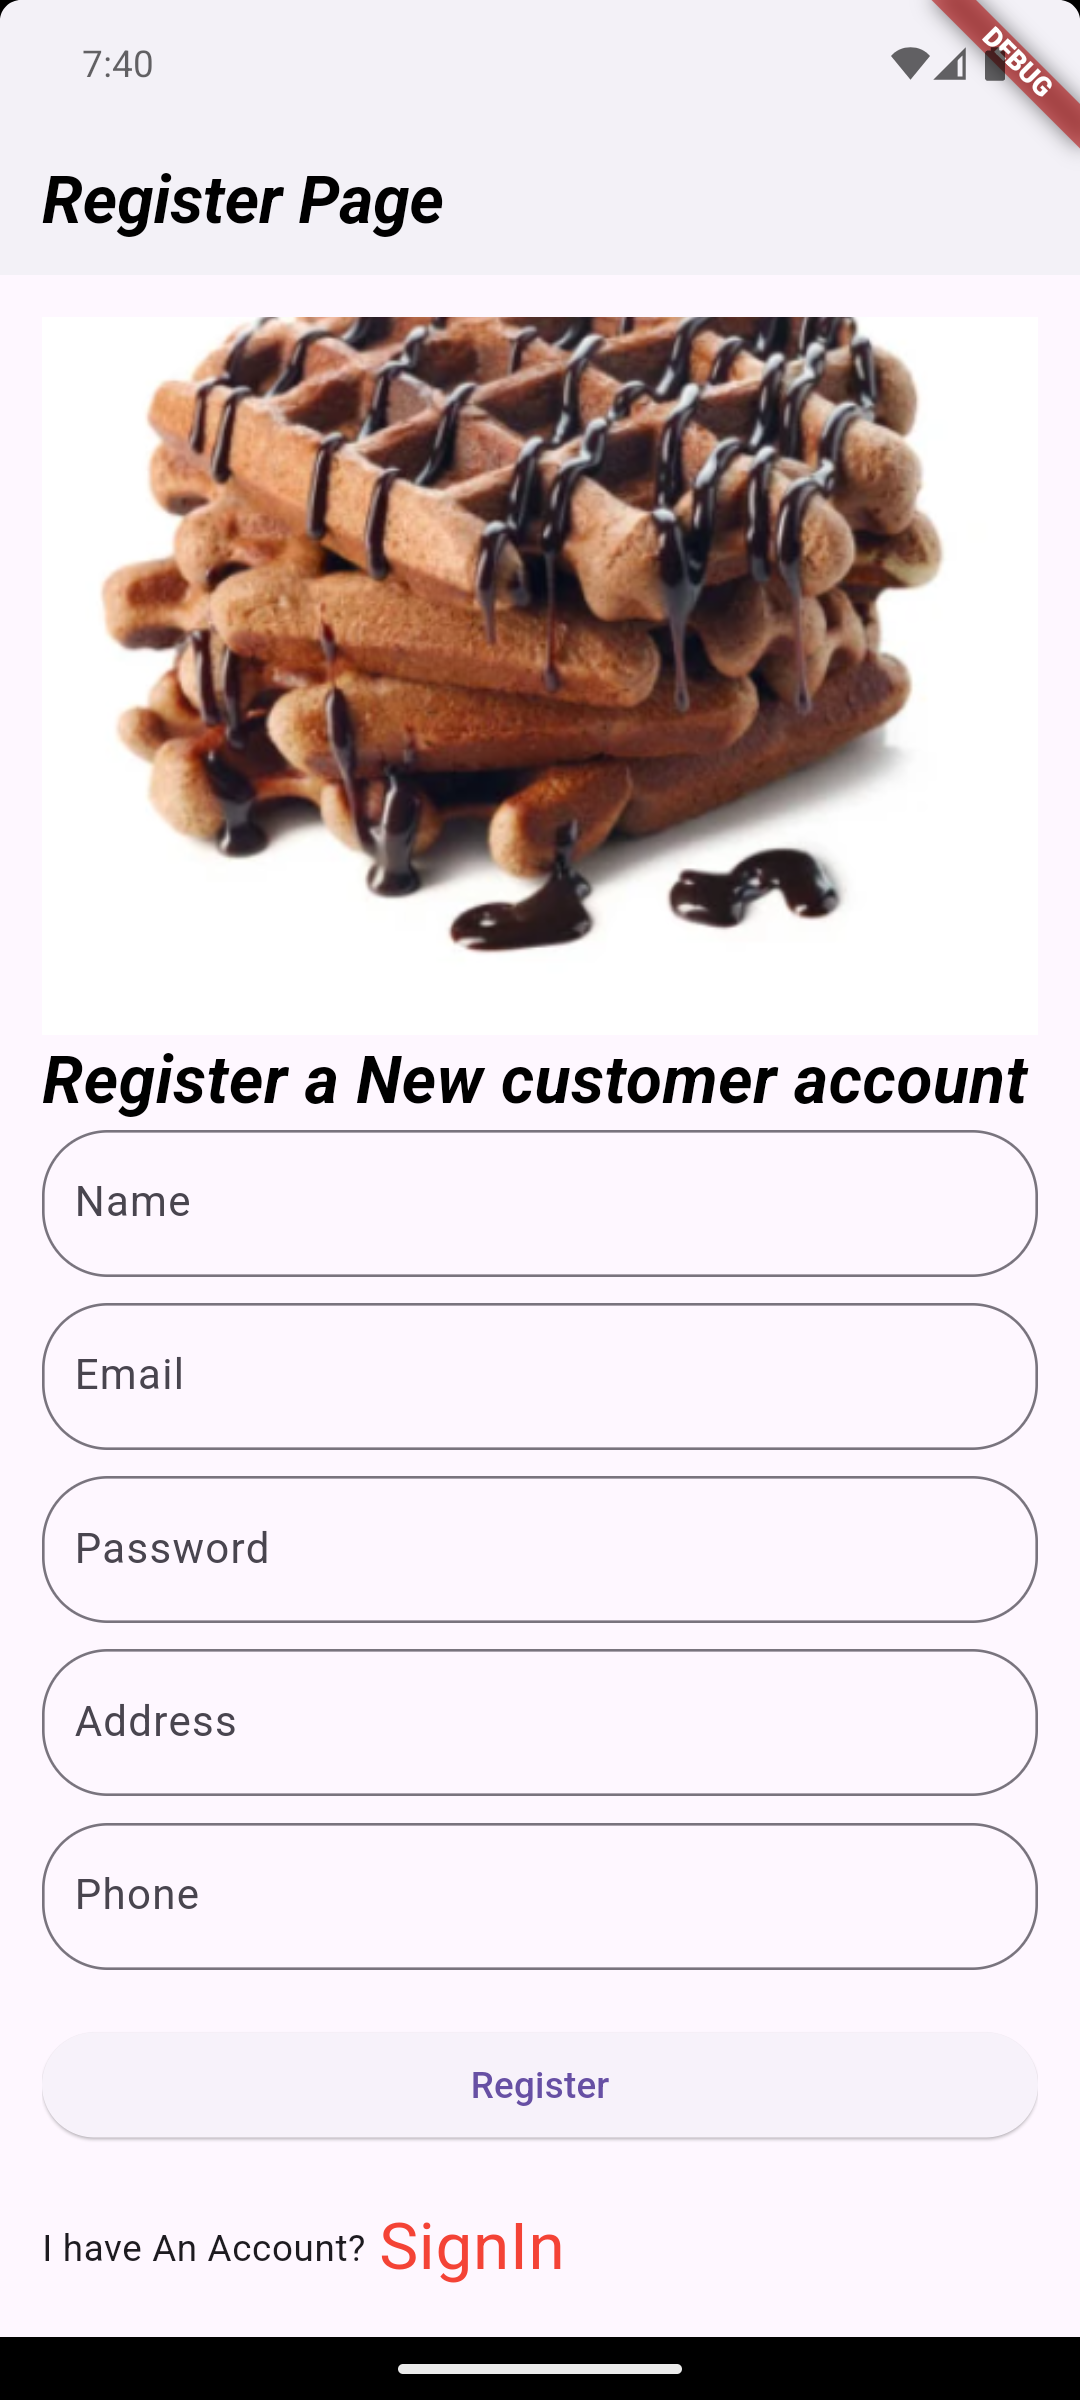 7:40
DEBUG
Register Page
Register a New customer account
Name
Email
Password
Address
Phone
Register
I have An Account? SignIn